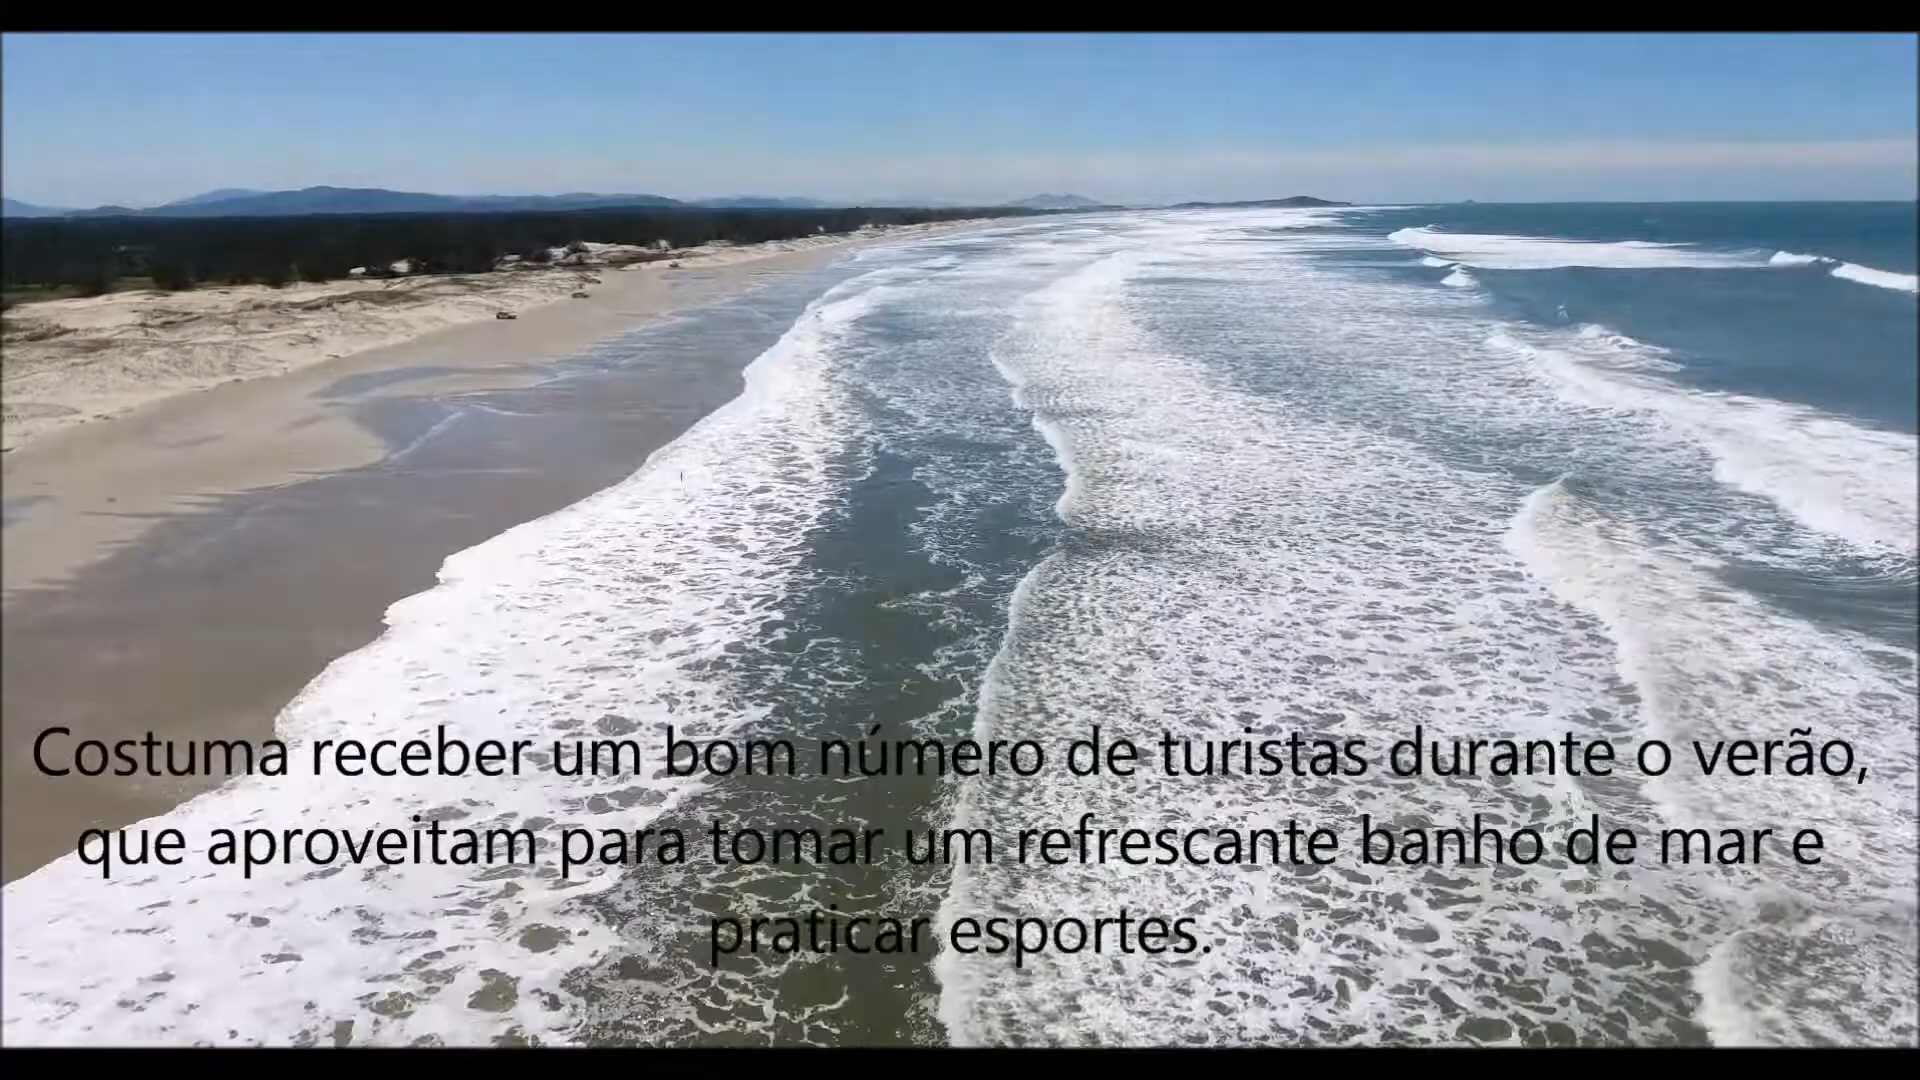 Costuma receber um bom número de turistas durante o verão,
que aproveitam para tomar um refrescante banho de mar e
praticar esportes.